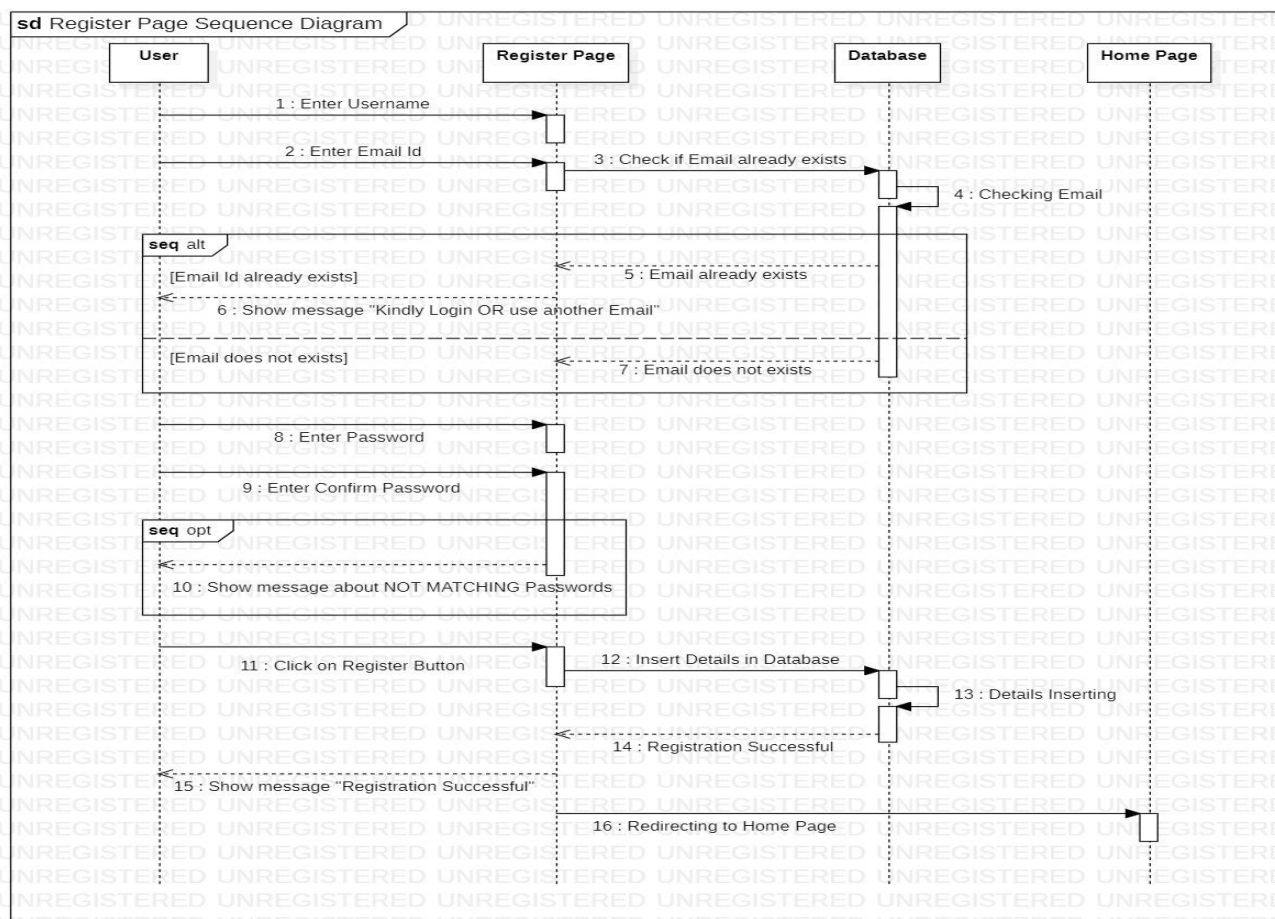 sd Register Page Sequence Diagram
User
Register Page
Database
Home Page
1 : Enter Username
2 : Enter Email Id
3 : Check if Email already exists
4 : Checking Email
seq alt
[Email Id already exists]
5 : Email already exists
6 : Show message "Kindly Login OR use another Email"
[Email does not exists]
7 : Email does not exists
8 : Enter Password
9 : Enter Confirm Password
seq opt
10 : Show message about NOT MATCHING Passwords
11 : Click on Register Button
12 : Insert Details in Database
13 : Details Inserting
14 : Registration Successful
15 : Show message "Registration Successful"
16 : Redirecting to Home Page
UNREGISTERED